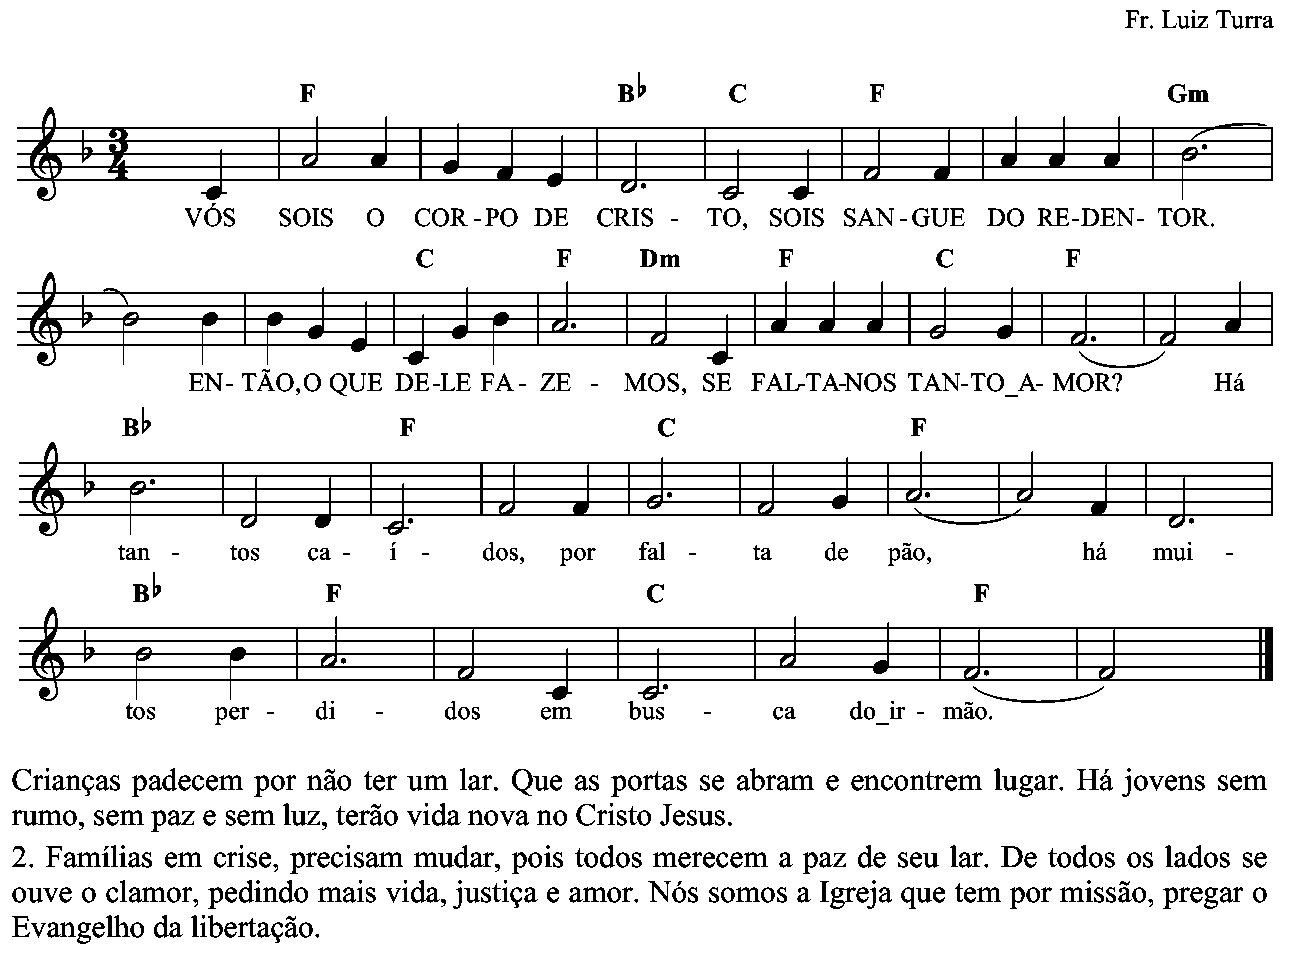 Fr. Luiz Turra
F B♭ C F Gm
3
4
VÓS SOIS O COR-PO DE CRIS - TO, SOIS SAN-GUE DO RE-DEN-TOR.
C F Dm F C F
EN-TÃO,O QUE DE-LE FA-ZE - MOS, SE FAL-TA-NOS TAN-TO_A-MOR? Há
B♭ F C F
tan- tos ca- í - dos, por fal- ta de pão, há mui -
B♭ F C F
tos per- di - dos em bus - ca do_ir- mão.
Crianças padecem por não ter um lar. Que as portas se abram e encontrem lugar. Há jovens sem
rumo, sem paz e sem luz, terão vida nova no Cristo Jesus.
2. Famílias em crise, precisam mudar, pois todos merecem a paz de seu lar. De todos os lados se
ouve o clamor, pedindo mais vida, justiça e amor. Nós somos a Igreja que tem por missão, pregar o
Evangelho da libertação.